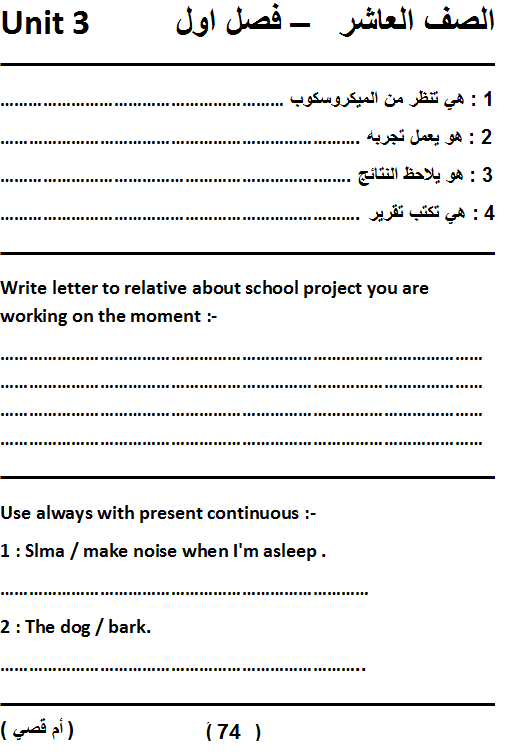 Unit 3 الصف العاشر – فصل اول
1 : هي تنظر من الميكروسكوب ......................................................
2 : هو يعمل تجربه ....................................................................
3 : هو يلاحظ النتائج ..................................................................
4 : هي تكتب تقرير ....................................................................
Write letter to relative about school project you are
working on the moment :-
............................................................................................
............................................................................................
............................................................................................
............................................................................................
Use always with present continuous :-
1 : Slma / make noise when I'm asleep .
......................................................................
2 : The dog / bark.
......................................................................
( أم قصي ) ( 74 أ )